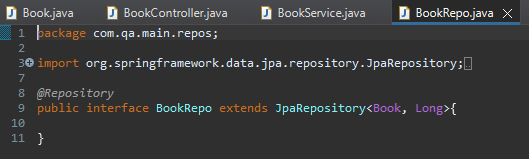 Book.java BookController.java BookService.java BookRepo.java
1 package com.qa.main.repos;
2
3 import org.springframework.data.jpa.repository.JpaRepository;
7
8 @Repository
9 public interface BookRepo extends JpaRepository<Book, Long>{
10
11 }